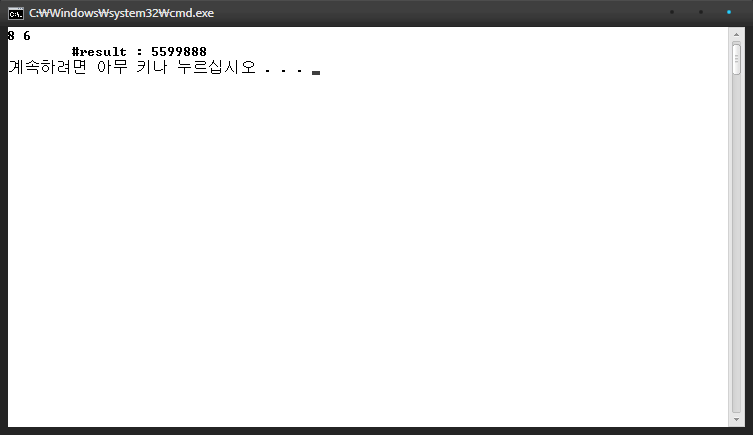 C:₩Windows₩system32₩cmd.exe
8 6
#result : 5599888
계속하려면 아무 키나 누르십시오 . . .